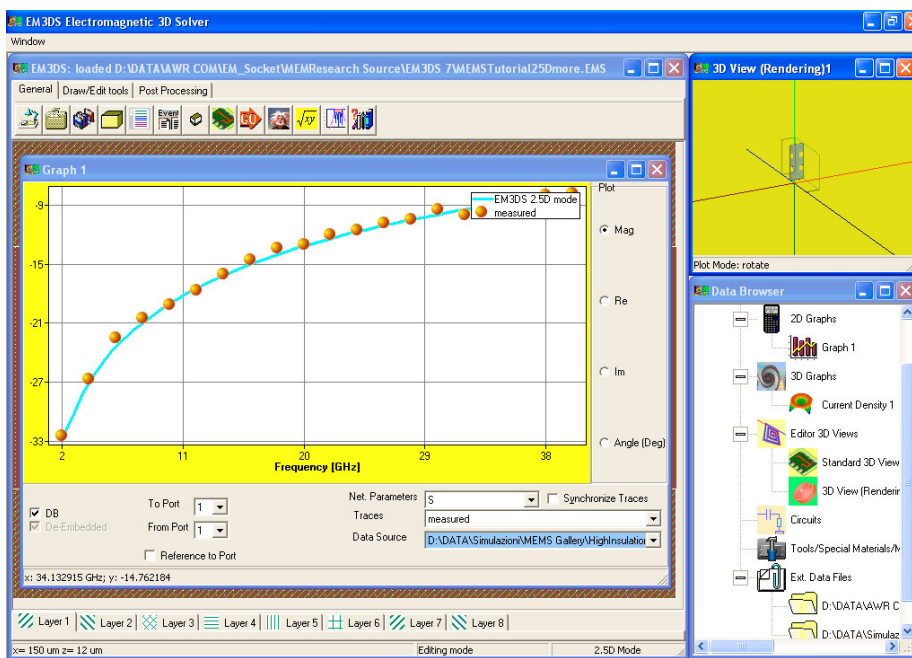 EM3DS Electromagnetic 3D Solver
Window
EM3DS: loaded D:\DATA\AWR COM\EM_Socket\MEMResearch Source\EM3DS 7\MEMSTutorial25Dmore.EMS
General Draw/Edit tools Post Processing
Graph 1
-9
-15
-21
-27
-33
2 11 20 29 38
Frequency [GHz]
EM3DS 2.5D mode
measured
Plot
Mag
Re
Im
Angle (Deg)
DB
De-Embedded
To Port 1
From Port 1
Reference to Port
Net. Parameters S
Synchronize Traces
Traces measured
Data Source D:\DATA\Simulazioni\MEMS Gallery\HighInsulation
x: 34.132915 GHz; y: -14.762184
Layer 1 Layer 2 Layer 3 Layer 4 Layer 5 Layer 6 Layer 7 Layer 8
x= 150 um z= 12 um Editing mode 2.5D Mode
3D View (Rendering)1
Plot Mode: rotate
Data Browser
2D Graphs
Graph 1
3D Graphs
Current Density 1
Editor 3D Views
Standard 3D View
3D View (Renderin
Circuits
Tools/Special Materials/M
Ext. Data Files
D:\DATA\AWR C
D:\DATA\Simulaz